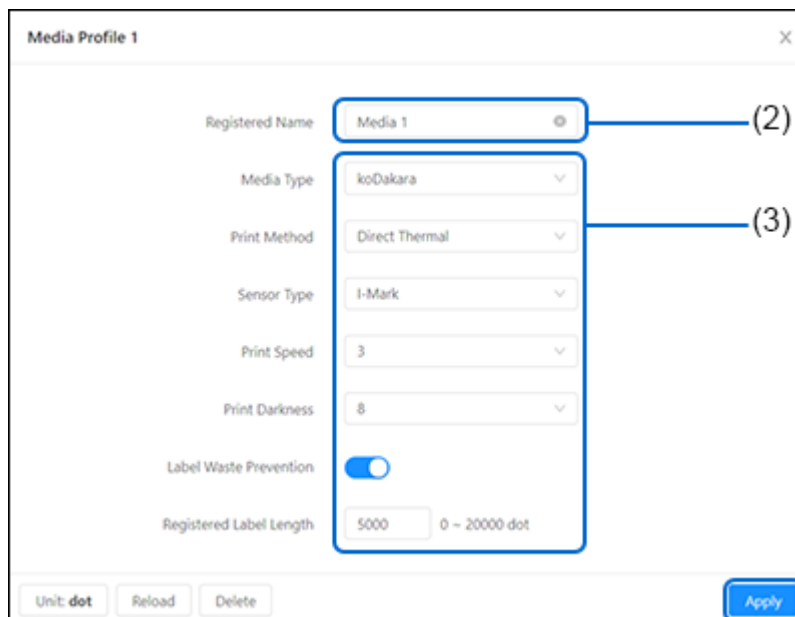 Media Profile 1
Registered Name Media 1 (2)
Media Type koDakara
Print Method Direct Thermal (3)
Sensor Type I-Mark
Print Speed 3
Print Darkness 8
Label Waste Prevention
Registered Label Length 5000 0 ~ 20000 dot
Unit: dot Reload Delete Apply